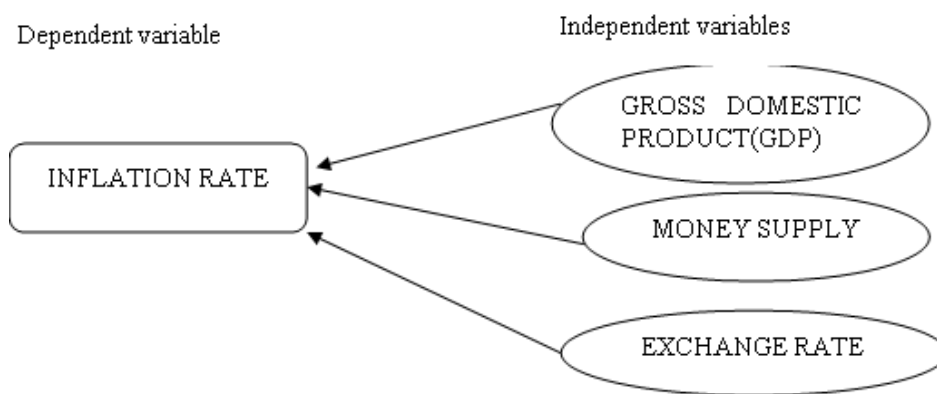 Dependent variable
Independent variables
GROSS DOMESTIC
PRODUCT(GDP)
INFLATION RATE
MONEY SUPPLY
EXCHANGE RATE